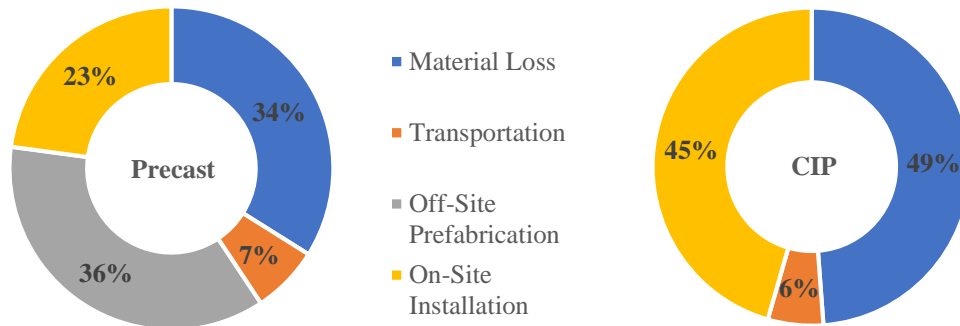 23%
34%
Precast
7%
36%
Material Loss
Transportation
Off-Site
Prefabrication
On-Site
Installation
45%
CIP
49%
6%